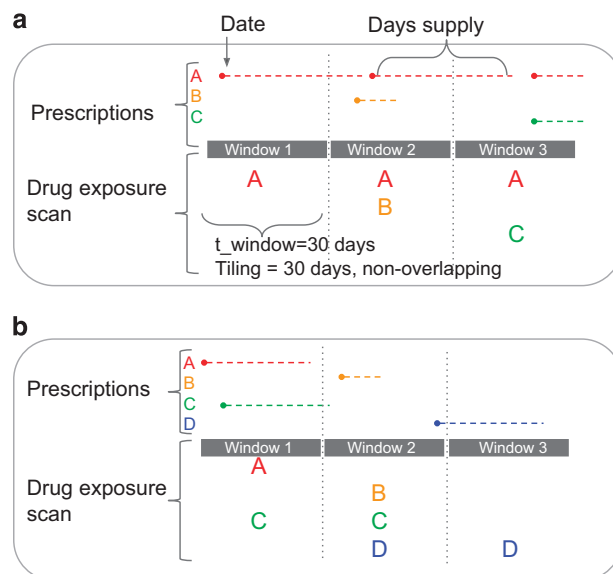 a
Date
Days supply
Prescriptions
A
B
C
Window 1 Window 2 Window 3
Drug exposure
scan
A A A
B
C
t_window=30 days
Tiling = 30 days, non-overlapping
b
Prescriptions
A
B
C
D
Window 1 Window 2 Window 3
Drug exposure
scan
A
B
C C
D D